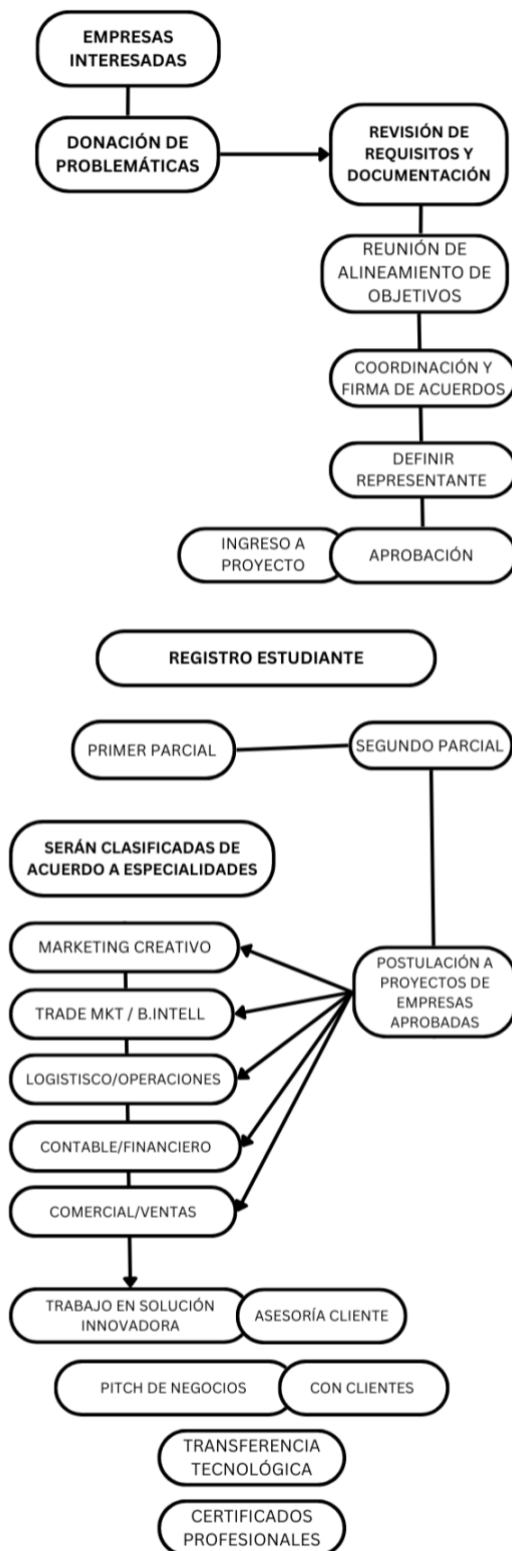 EMPRESAS
INTERESADAS
DONACIÓN DE
PROBLEMÁTICAS
REVISIÓN DE
REQUISITOS Y
DOCUMENTACIÓN
REUNIÓN DE
ALINEAMIENTO DE
OBJETIVOS
COORDINACIÓN Y
FIRMA DE ACUERDOS
DEFINIR
REPRESENTANTE
INGRESO A
PROYECTO
APROBACIÓN
REGISTRO ESTUDIANTE
PRIMER PARCIAL
SEGUNDO PARCIAL
SERÁN CLASIFICADAS DE
ACUERDO A ESPECIALIDADES
MARKETING CREATIVO
TRADE MKT / B.INTELL
LOGISTISCO/OPERACIONES
CONTABLE/FINANCIERO
COMERCIAL/VENTAS
POSTULACIÓN A
PROYECTOS DE
EMPRESAS
APROBADAS
TRABAJO EN SOLUCIÓN
INNOVADORA
ASESORÍA CLIENTE
PITCH DE NEGOCIOS
CON CLIENTES
TRANSFERENCIA
TECNOLÓGICA
CERTIFICADOS
PROFESIONALES